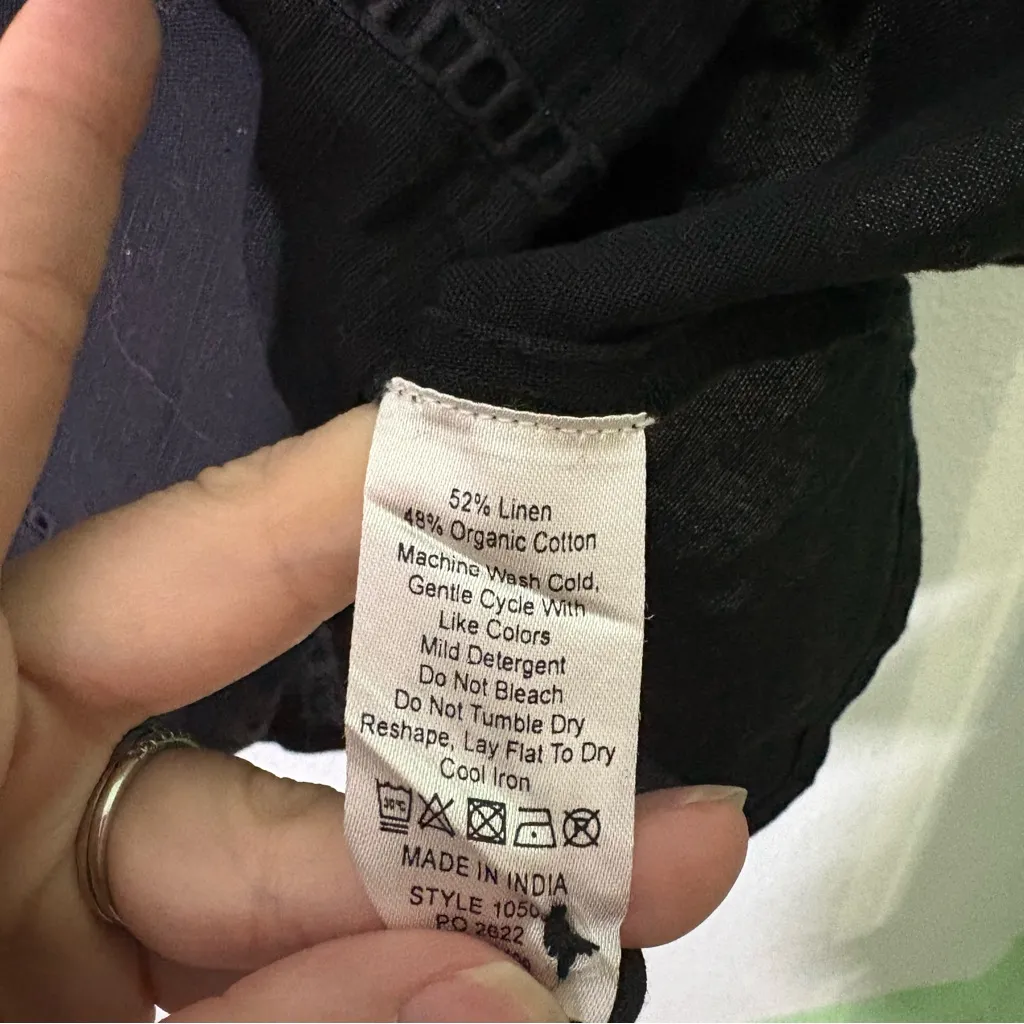 52% Linen
48% Organic Cotton
Machine Wash Cold,
Gentle Cycle With
Like Colors
Mild Detergent
Do Not Bleach
Do Not Tumble Dry
Reshape, Lay Flat To Dry
Cool Iron
30°C
MADE IN INDIA
STYLE
PO 2622